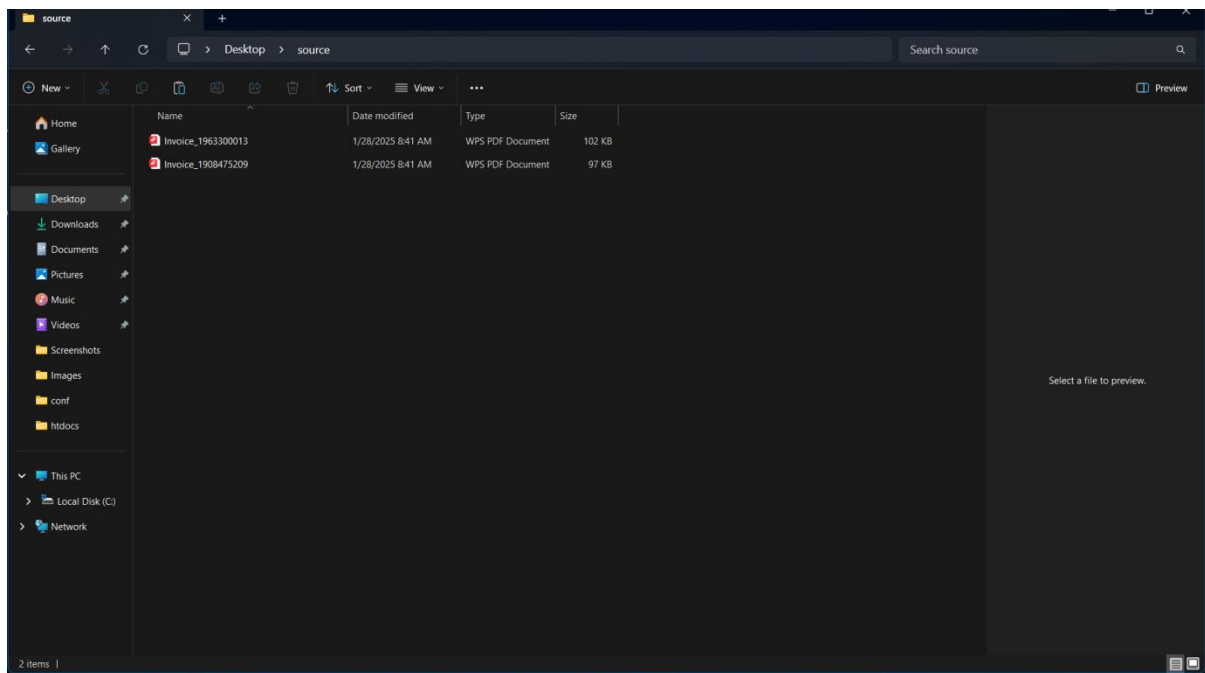 source
Desktop > source
Search source
New
Sort
View
Preview
Name Date modified Type Size
Invoice_1963300013 1/28/2025 8:41 AM WPS PDF Document 102 KB
Invoice_1908475209 1/28/2025 8:41 AM WPS PDF Document 97 KB
Home
Gallery
Desktop
Downloads
Documents
Pictures
Music
Videos
Screenshots
Images
conf
htdocs
This PC
Local Disk (C:)
Network
Select a file to preview.
2 items